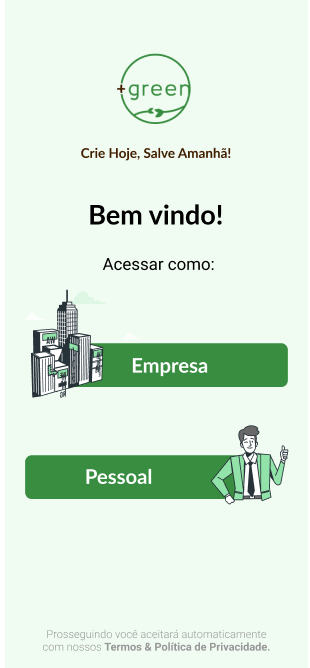 +green
Crie Hoje, Salve Amanhã!
Bem vindo!
Acessar como:
Empresa
Pessoal
Prosseguindo você aceitará automaticamente
com nossos Termos & Política de Privacidade.